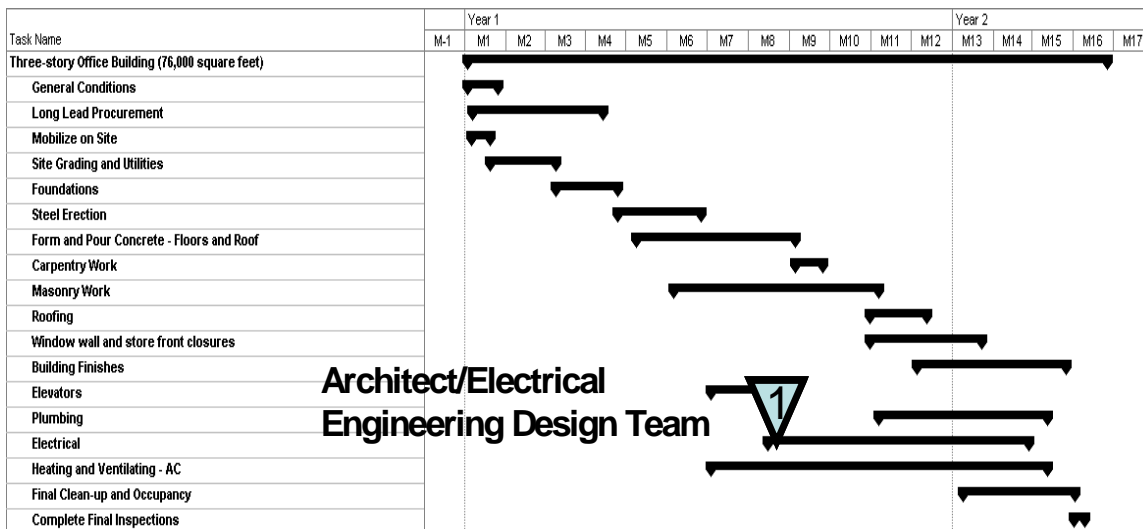 Year 1 Year 2
Task Name M-1 M1 M2 M3 M4 M5 M6 M7 M8 M9 M10 M11 M12 M13 M14 M15 M16 M17
Three-story Office Building (76,000 square feet)
General Conditions
Long Lead Procurement
Mobilize on Site
Site Grading and Utilities
Foundations
Steel Erection
Form and Pour Concrete - Floors and Roof
Carpentry Work
Masonry Work
Roofing
Window wall and store front closures
Building Finishes
Elevators
Plumbing
Electrical
Heating and Ventilating - AC
Final Clean-up and Occupancy
Complete Final Inspections
Architect/Electrical
Engineering Design Team
1